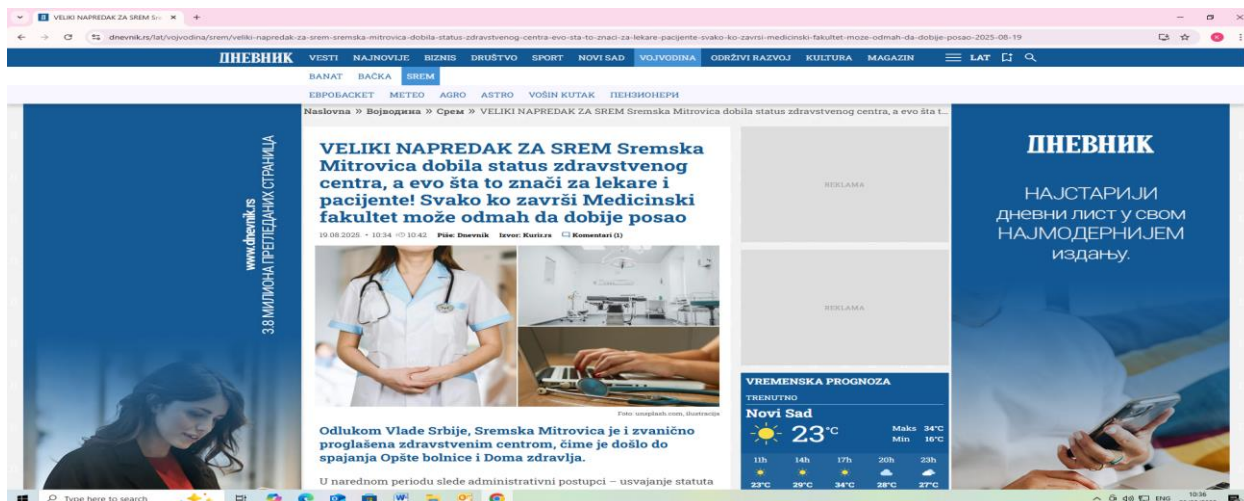 VELIKI NAPREDAK ZA SREM Sr
dnevnik.rs/lat/vojvodina/srem/veliki-napredak-za-srem-sremska-mitrovica-dobila-status-zdravstvenog-centra-evo-sta-to-znaci-za-lekare-pacijente-svako-ko-zavrsi-medicinski-fakultet-moze-odmah-da-dobije-posao-2025-08-19
ДНЕВНИК VESTI NAJNOVIJE BIZNIS DRUŠTVO SPORT NOVI SAD VOJVODINA ODRŽIVI RAZVOJ KULTURA MAGAZIN LAT
BANAT BAČKA SREM
ЕВРОБАСКЕТ METEO AGRO ASTRO VOŠIN KUTAK ПЕНЗИОНЕРИ
Naslovna » Војводина » Срем » VELIKI NAPREDAK ZA SREM Sremska Mitrovica dobila status zdravstvenog centra, a evo šta t...
www.dnevnik.rs
3.8 МИЛИОНА ПРЕГЛЕДАНИХ СТРАНИЦА
VELIKI NAPREDAK ZA SREM Sremska
Mitrovica dobila status zdravstvenog
centra, a evo šta to znači za lekare i
pacijente! Svako ko završi Medicinski
fakultet može odmah da dobije posao
19.08.2025. • 10:34 10:42 Piše: Dnevnik Izvor: Kurir.rs Komentari (1)
Foto: unsplash.com, ilustracija
Odlukom Vlade Srbije, Sremska Mitrovica je i zvanično
proglašena zdravstvenim centrom, čime je došlo do
spajanja Opšte bolnice i Doma zdravlja.
U narednom periodu slede administrativni postupci – usvajanje statuta
REKLAMA
REKLAMA
VREMENSKA PROGNOZA
TRENUTNO
Novi Sad
23°C
Maks 34°C
Min 16°C
11h 14h 17h 20h 23h
23°C 29°C 34°C 28°C 27°C
ДНЕВНИК
НАЈСТАРИЈИ
дневни лист у свом
НАЈМОДЕРНИЈЕМ
издању.
Type here to search
ENG
10:36